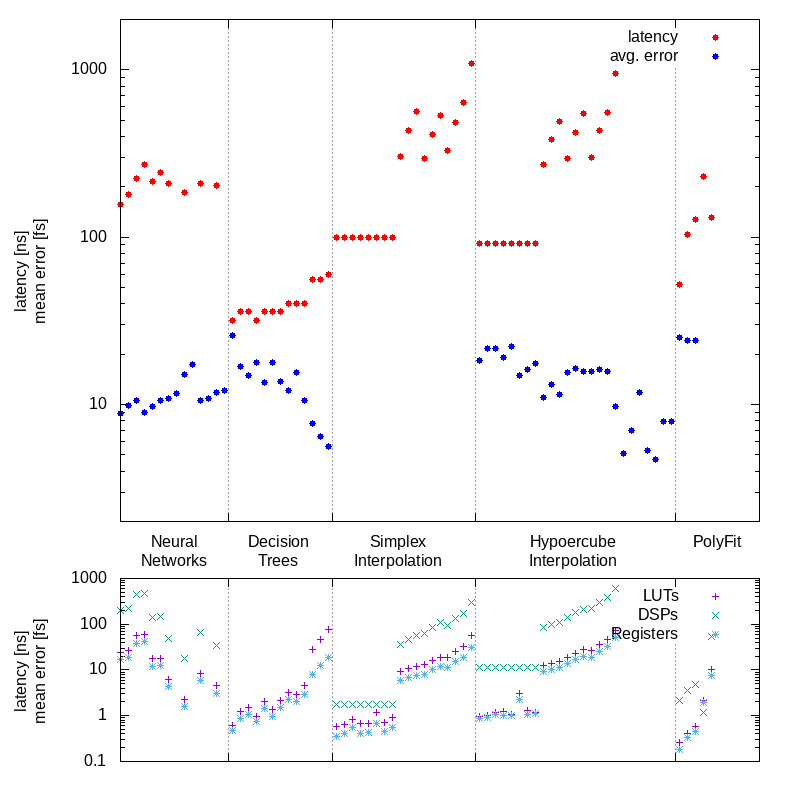 latency
avg. error
1000
100
10
latency [ns]
mean error [fs]
Neural
Networks
Decision
Trees
Simplex
Interpolation
Hypoercube
Interpolation
PolyFit
LUTs
DSPs
Registers
1000
100
10
1
0.1
latency [ns]
mean error [fs]